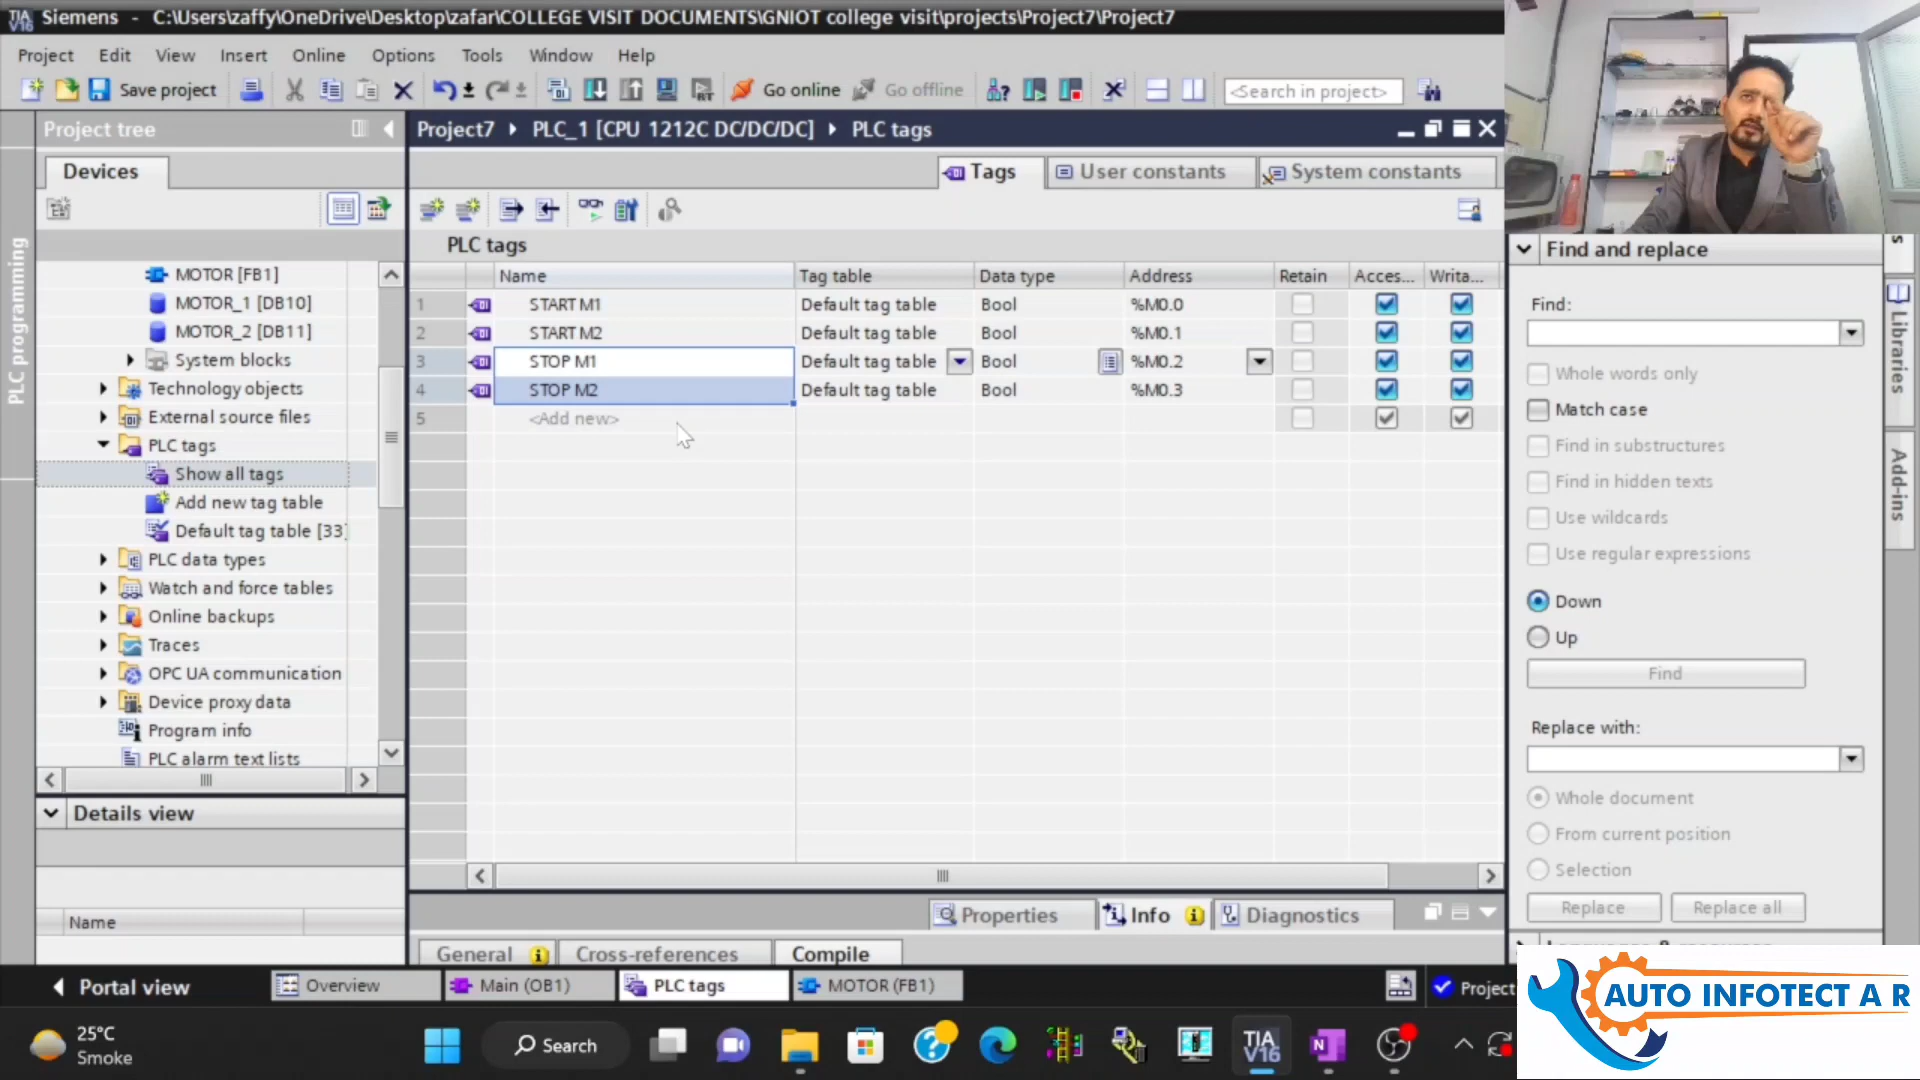 Siemens - C:\Users\zaffy\OneDrive\Desktop\zafar\COLLEGE VISIT DOCUMENTS\GNIOT college visit\projects\Project7\Project7
TIA V16
Project Edit View Insert Online Options Tools Window Help
Save project
Go online Go offline
<Search in project>
Project tree
Project7 PLC_1 [CPU 1212C DC/DC/DC] PLC tags
Devices
Tags User constants System constants
PLC programming
PLC tags
Name Tag table Data type Address Retain Acces... Writa...
1 START M1 Default tag table Bool %M0.0
2 START M2 Default tag table Bool %M0.1
3 STOP M1 Default tag table Bool %M0.2
4 STOP M2 Default tag table Bool %M0.3
5 <Add new>
MOTOR [FB1]
MOTOR_1 [DB10]
MOTOR_2 [DB11]
System blocks
Technology objects
External source files
PLC tags
Show all tags
Add new tag table
Default tag table [33]
PLC data types
Watch and force tables
Online backups
Traces
OPC UA communication
Device proxy data
Program info
PLC alarm text lists
Details view
Name
Properties Info Diagnostics
General Cross-references Compile
Find and replace
Find:
Whole words only
Match case
Find in substructures
Find in hidden texts
Use wildcards
Use regular expressions
Down
Up
Find
Replace with:
Whole document
From current position
Selection
Replace Replace all
Libraries
Add-ins
Portal view Overview Main (OB1) PLC tags MOTOR (FB1) Project
AUTO INFOTECT A R
25°C
Smoke
Search
TIA V16